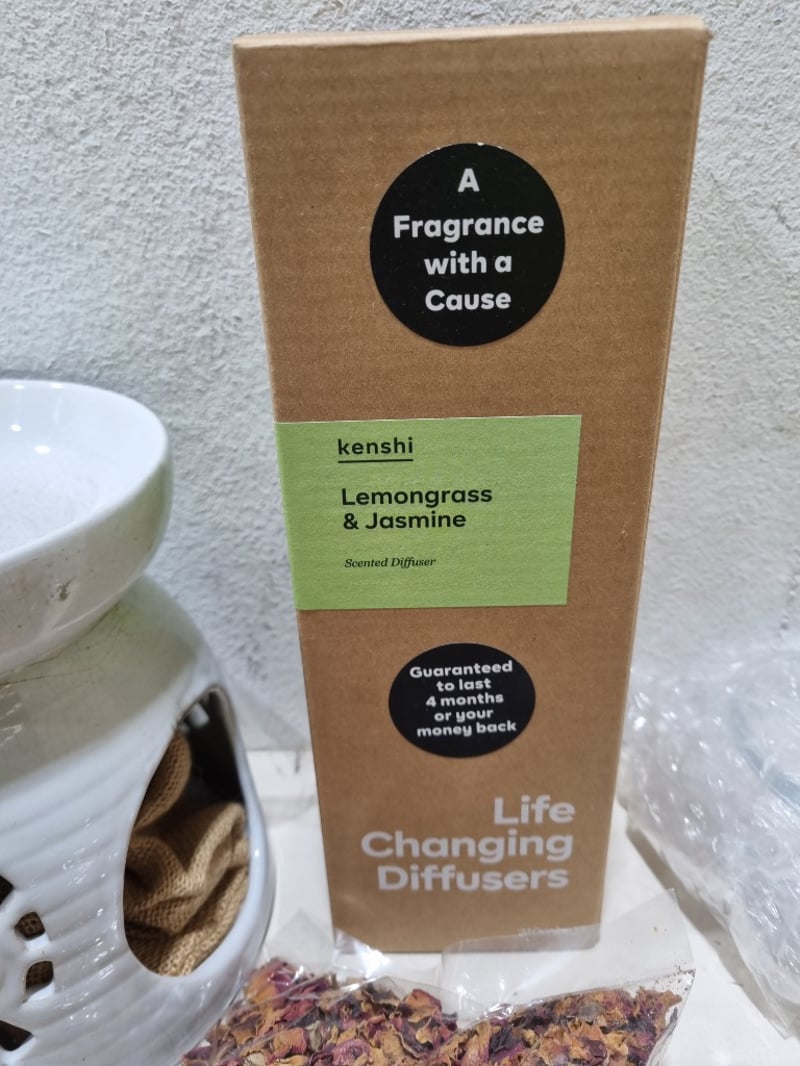 A
Fragrance
with a
Cause
kenshi
Lemongrass
& Jasmine
Scented Diffuser
Guaranteed
to last
4 months
or your
money back
Life
Changing
Diffusers